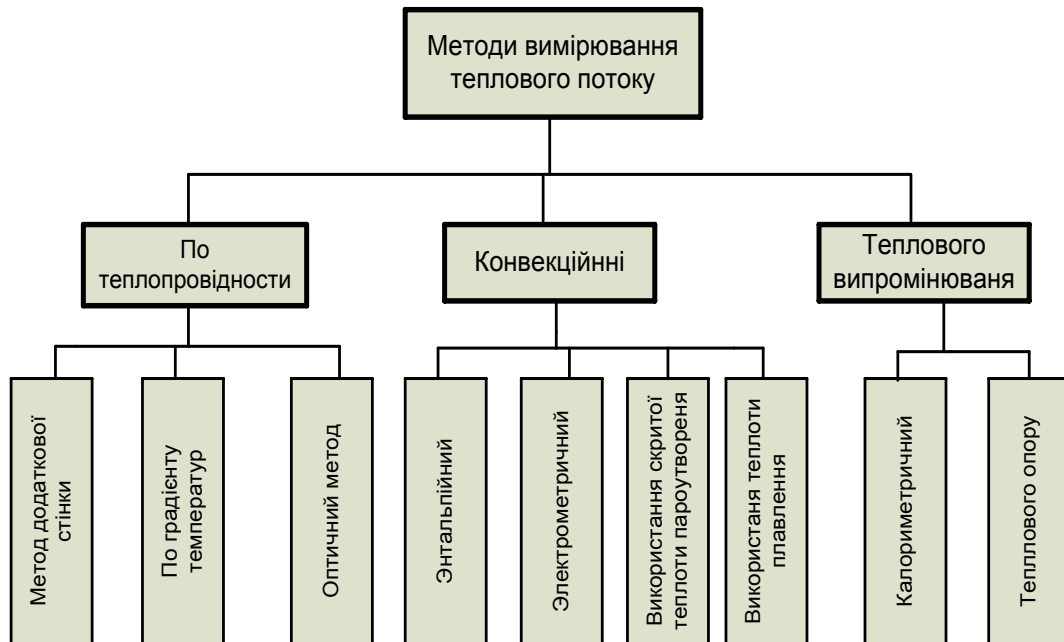 Методи вимірювання
теплового потоку
По
теплопровідности
Конвекційнні
Теплового
випромінюваня
Метод додаткової
стінки
По градієнту
температур
Оптичний метод
Энтальпійний
Электрометричний
Використання скритої
теплоти пароутвореня
Використаня теплоти
плавлення
Калориметричний
Тепллового опору